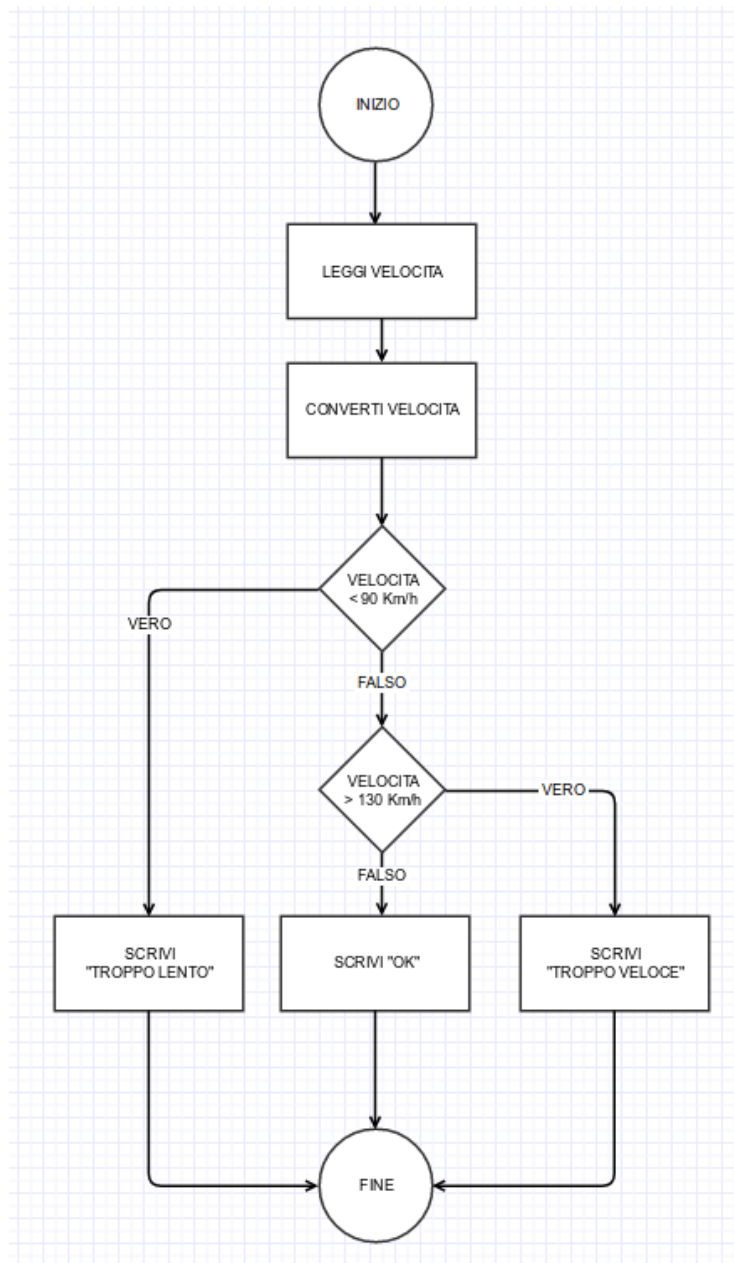 INIZIO
LEGGI VELOCITA
CONVERTI VELOCITA
VELOCITA
< 90 Km/h
VERO
FALSO
VELOCITA
> 130 Km/h
VERO
FALSO
SCRIVI
"TROPPO LENTO"
SCRIVI "OK"
SCRIVI
"TROPPO VELOCE"
FINE